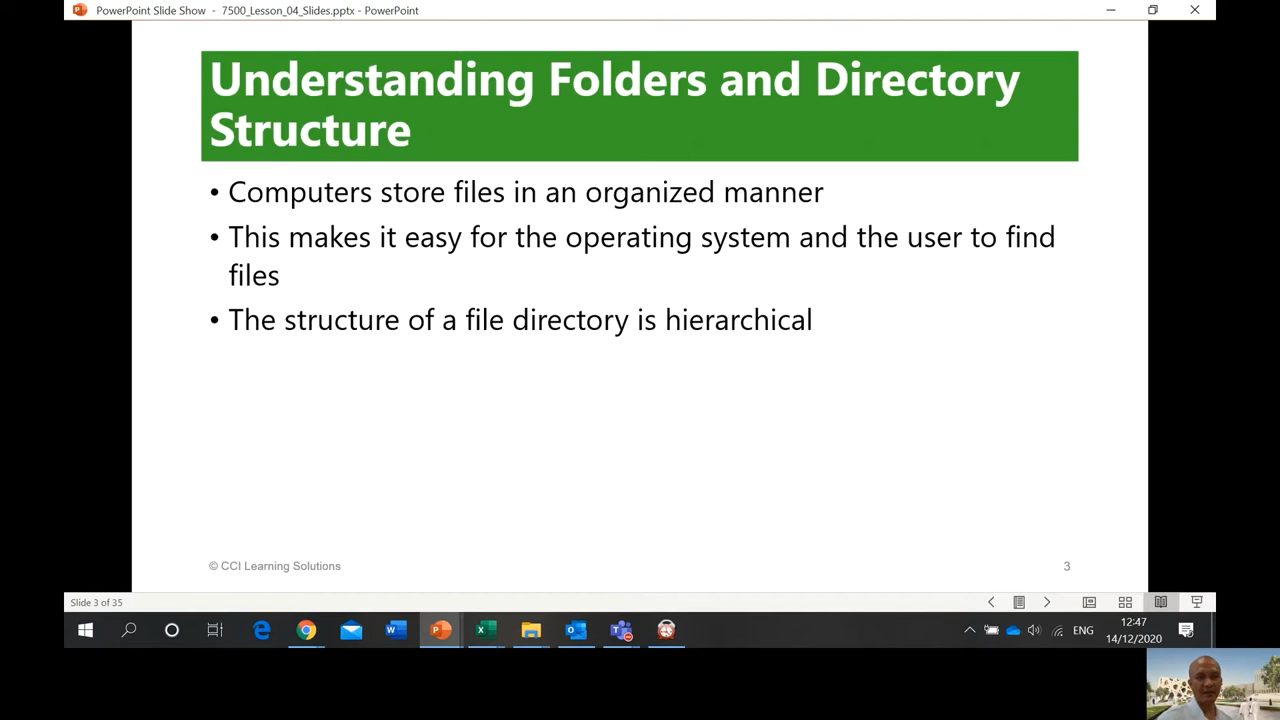 PowerPoint Slide Show - 7500_Lesson_04_Slides.pptx - PowerPoint
Understanding Folders and Directory
Structure
• Computers store files in an organized manner
• This makes it easy for the operating system and the user to find
files
• The structure of a file directory is hierarchical
© CCI Learning Solutions
3
Slide 3 of 35
ENG
12:47
14/12/2020